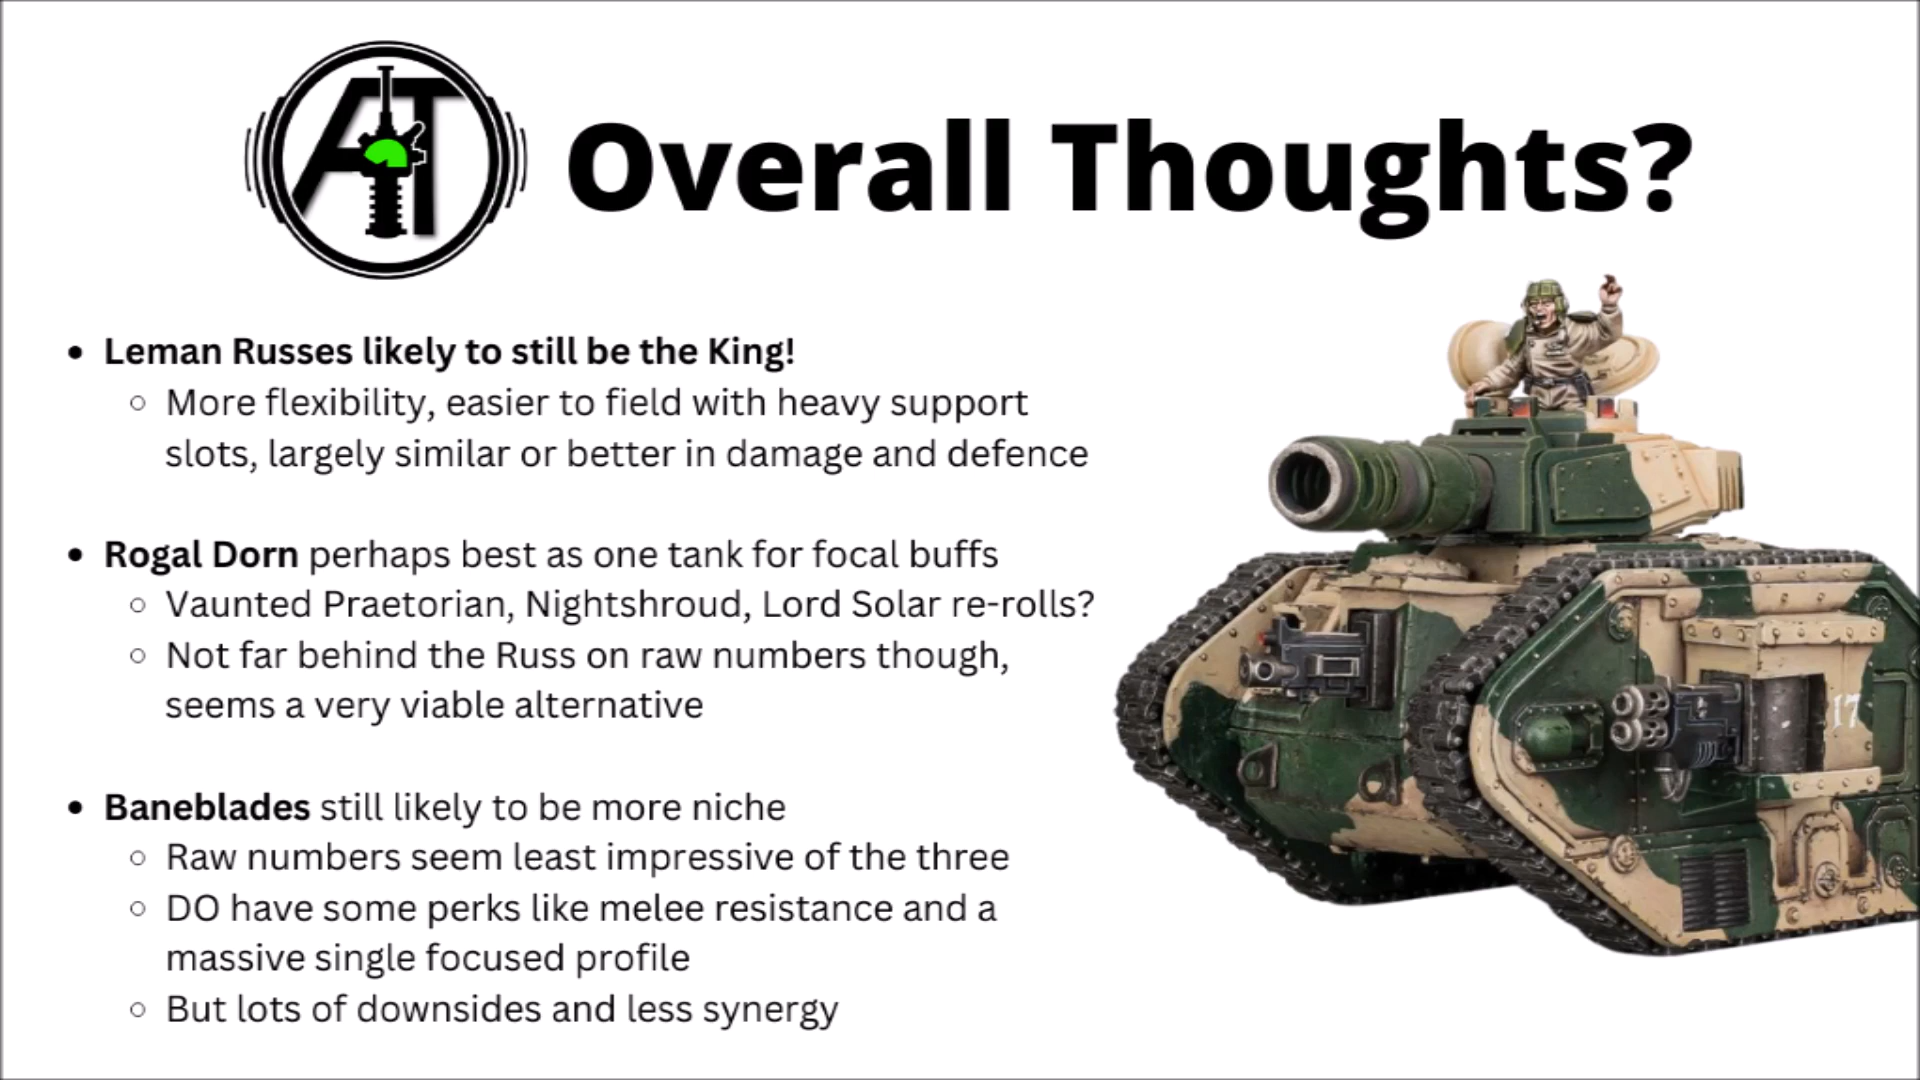 AT
Overall Thoughts?
Leman Russes likely to still be the King!
More flexibility, easier to field with heavy support
slots, largely similar or better in damage and defence
Rogal Dorn perhaps best as one tank for focal buffs
Vaunted Praetorian, Nightshroud, Lord Solar re-rolls?
Not far behind the Russ on raw numbers though,
seems a very viable alternative
Baneblades still likely to be more niche
Raw numbers seem least impressive of the three
DO have some perks like melee resistance and a
massive single focused profile
But lots of downsides and less synergy
17